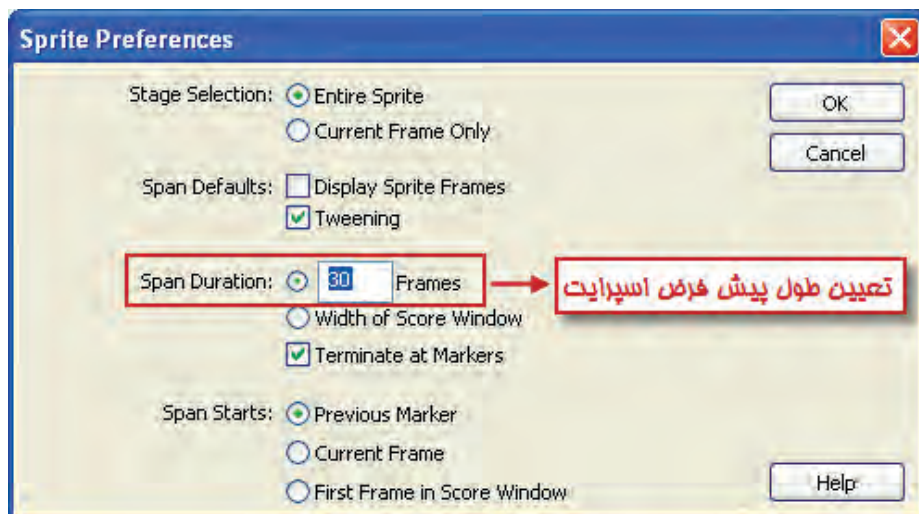 Sprite Preferences
Stage Selection: Entire Sprite
Current Frame Only
OK
Cancel
Span Defaults: Display Sprite Frames
Tweening
Span Duration: 30 Frames
تعیین طول پیش فرض اسپرایت
Width of Score Window
Terminate at Markers
Span Starts: Previous Marker
Current Frame
First Frame in Score Window
Help